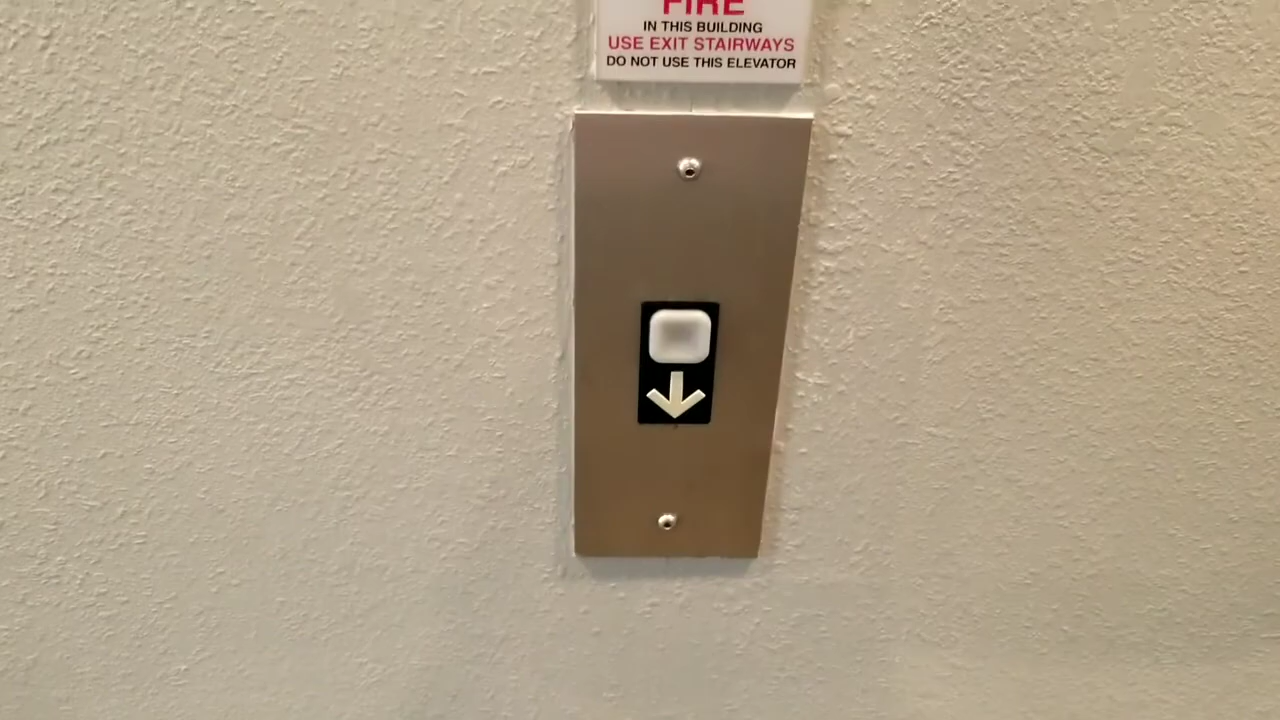 FIRE
IN THIS BUILDING
USE EXIT STAIRWAYS
DO NOT USE THIS ELEVATOR